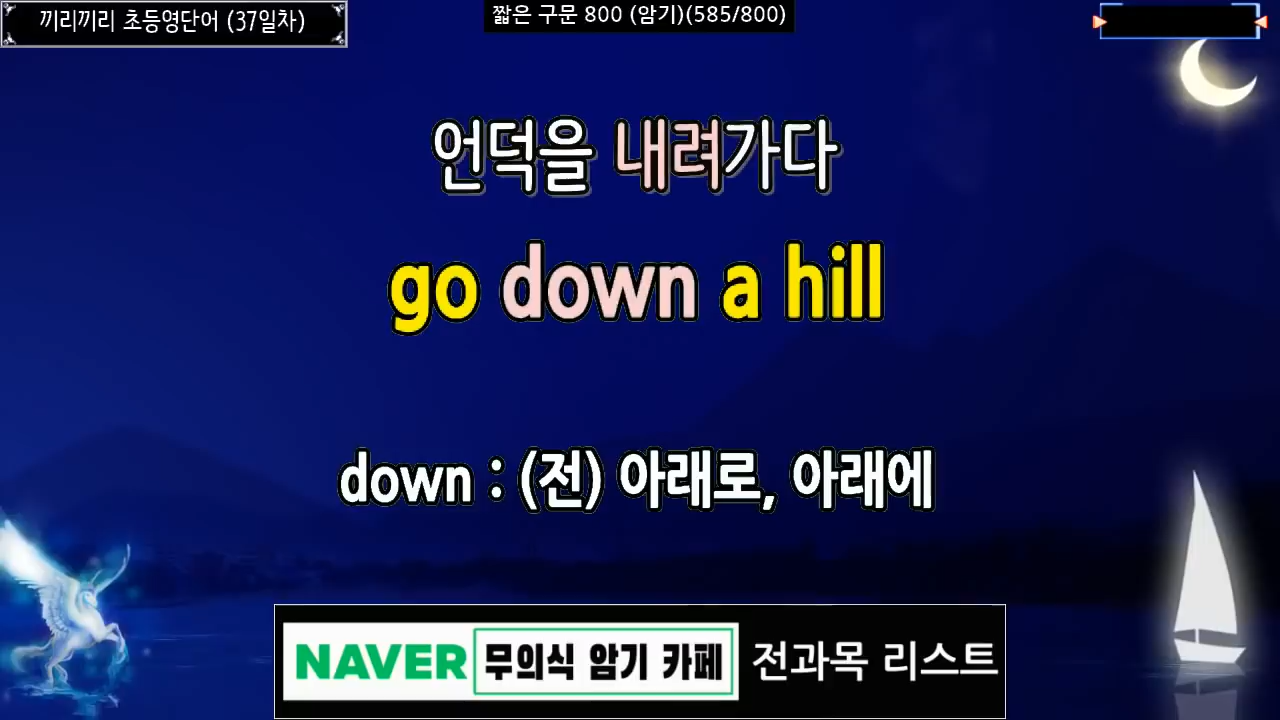 끼리끼리 초등영단어 (37일차)
짧은 구문 800 (암기)(585/800)
언덕을 내려가다
go down a hill
down : (전) 아래로, 아래에
NAVER 무의식 암기 카페 전과목 리스트